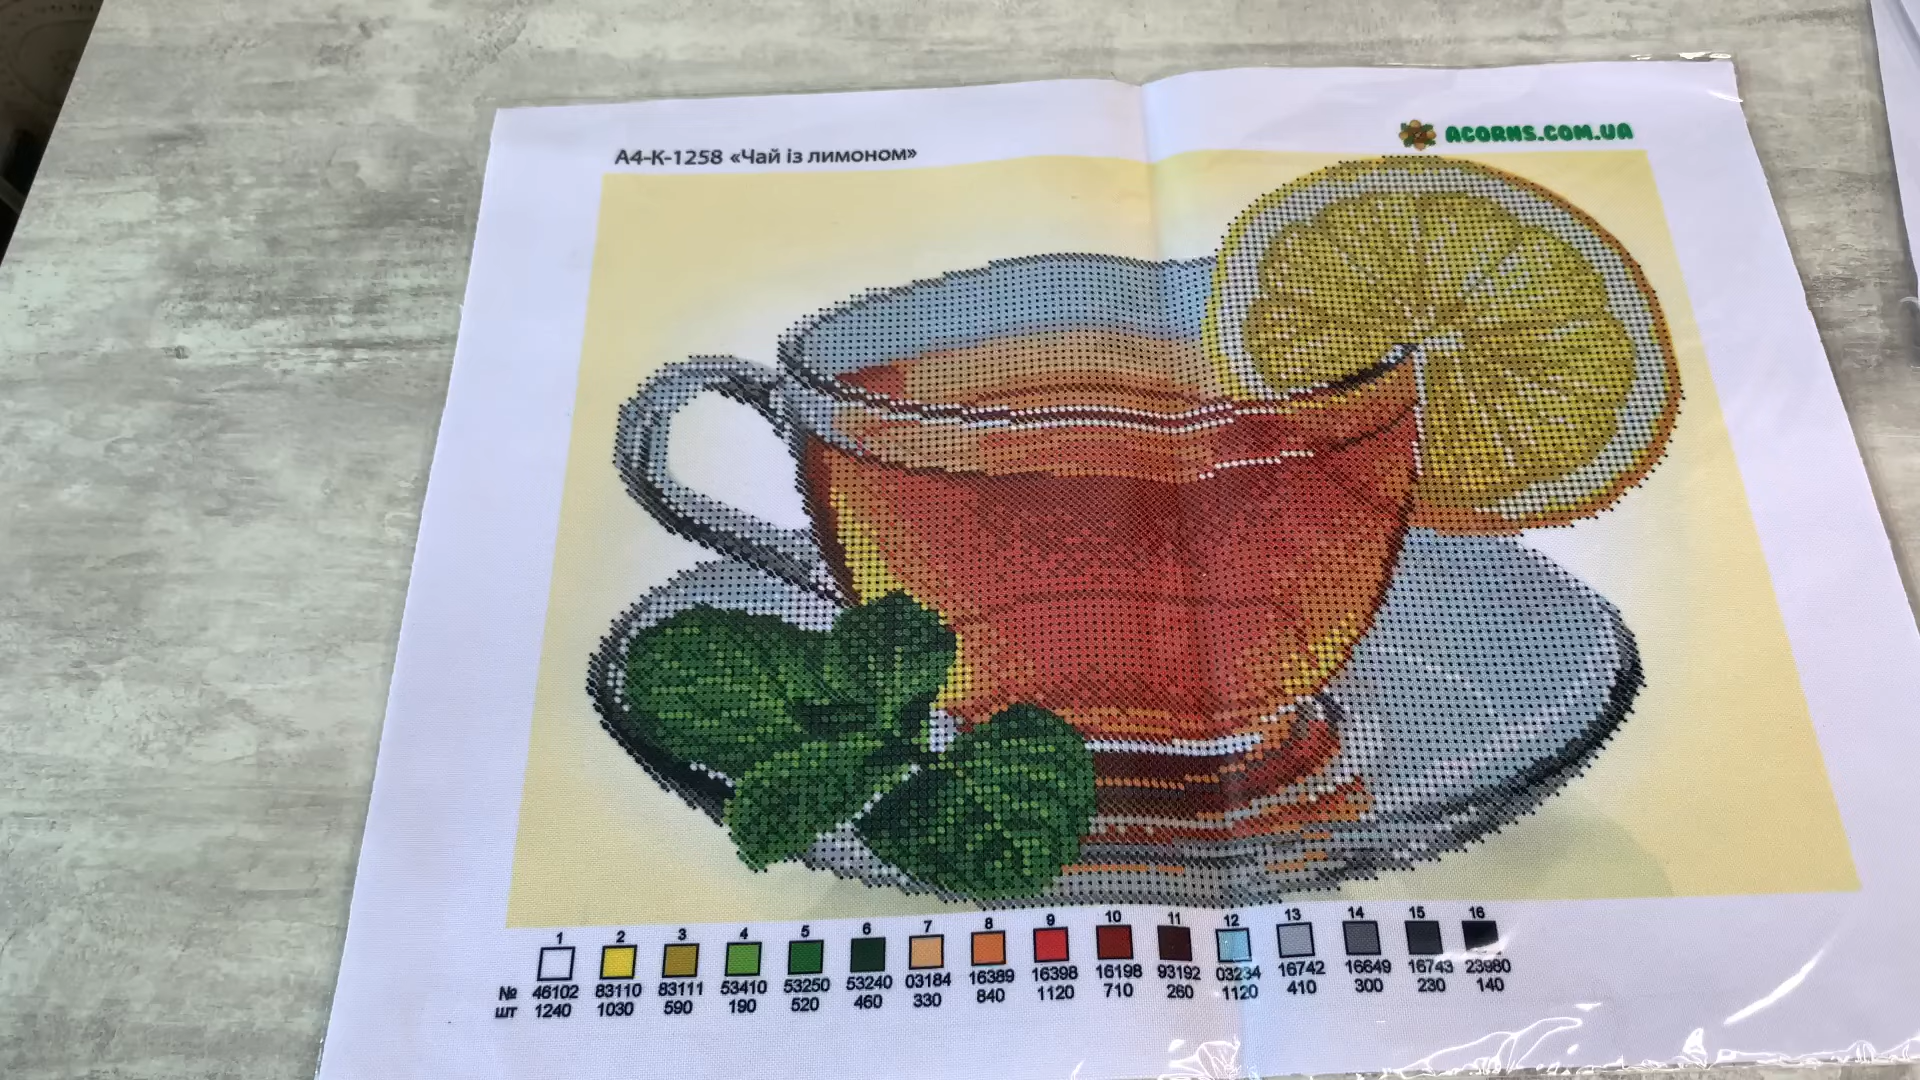 А4-К-1258 «Чай із лимоном»
ACORNS.COM.UA
1 2 3 4 5 6 7 8 9 10 11 12 13 14 15 16
№ 46102 83110 83111 53410 53250 53240 03184 16389 16398 16198 93192 03234 16742 16649 16743 23980
шт 1240 1030 590 190 520 460 330 840 1120 710 260 1120 410 300 230 140